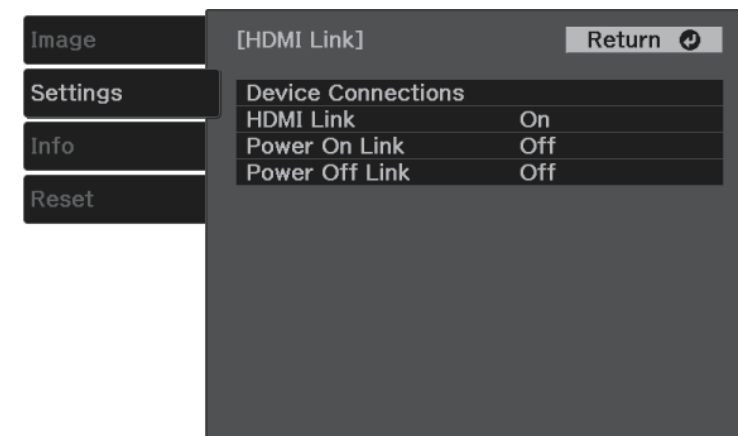 Image
Settings
Info
Reset
[HDMI Link]
Return
Device Connections
HDMI Link On
Power On Link Off
Power Off Link Off